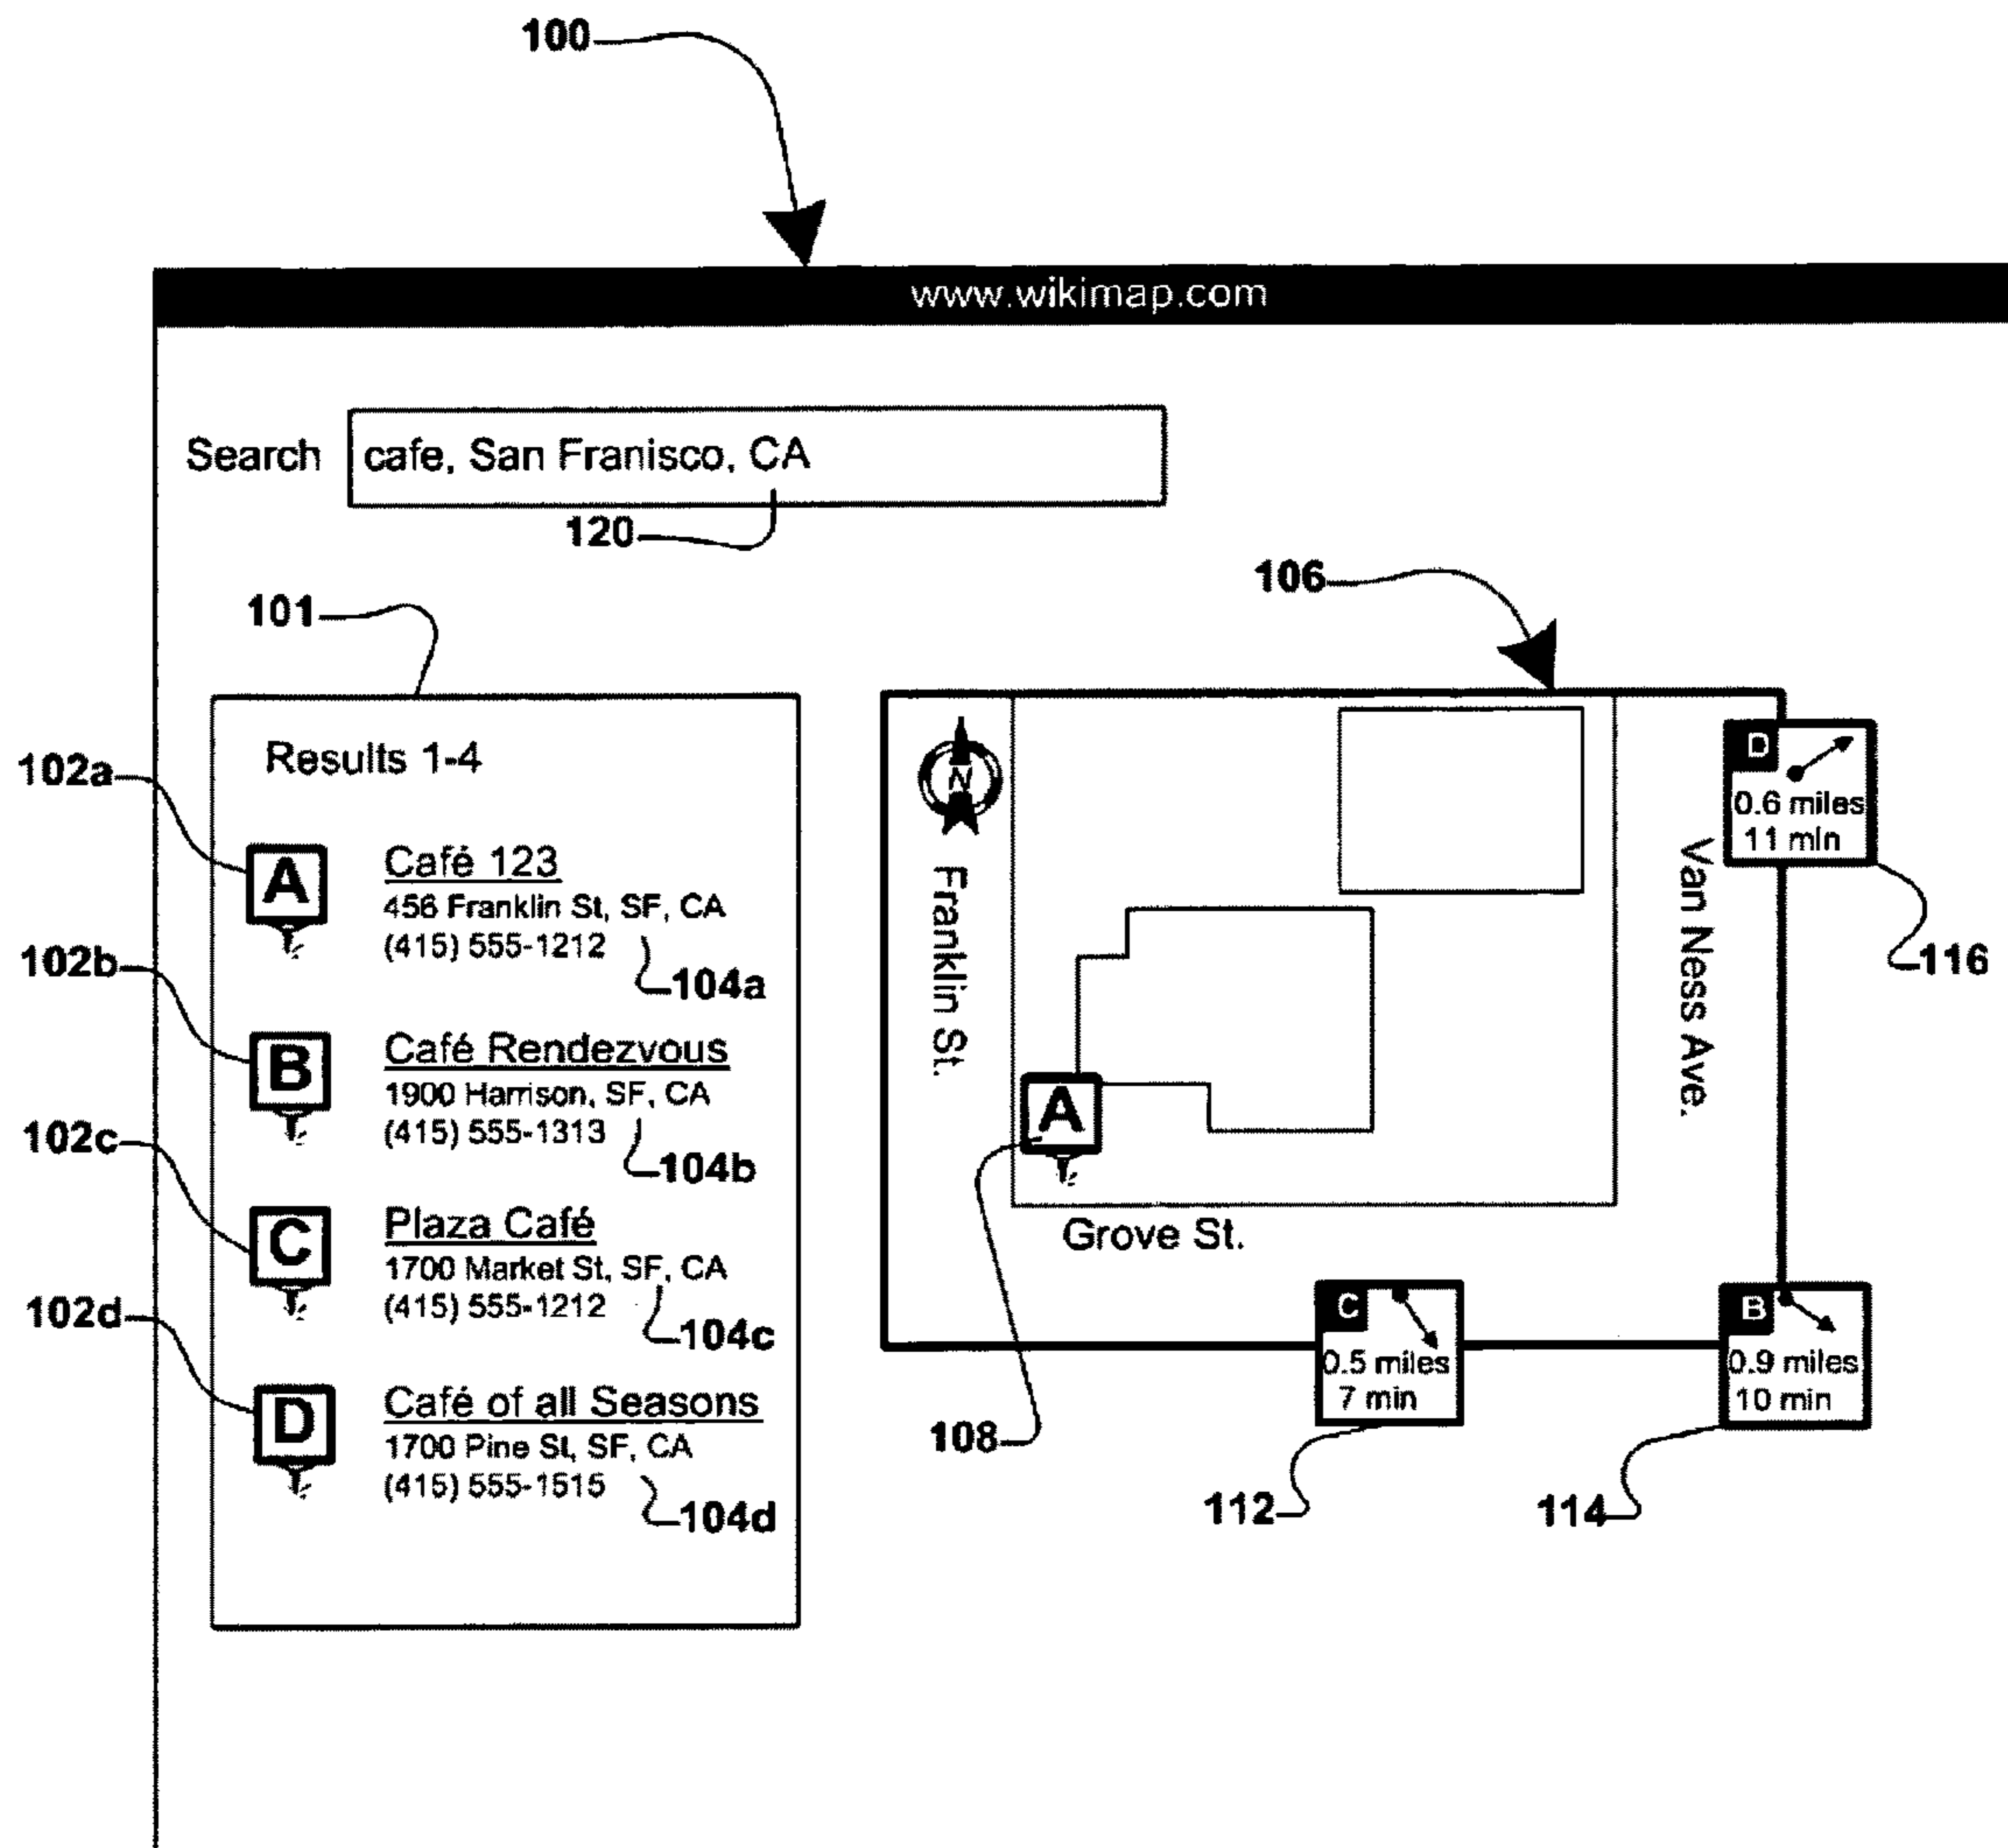 100
www.wikimap.com
Search cafe, San Franisco, CA
120
106
101
Results 1-4
102a
A Café 123
456 Franklin St, SF, CA
(415) 555-1212
104a
102b
B Café Rendezvous
1900 Harrison, SF, CA
(415) 555-1313
104b
102c
C Plaza Café
1700 Market St, SF, CA
(415) 555-1212
104c
102d
D Café of all Seasons
1700 Pine St, SF, CA
(415) 555-1515
104d
N
Franklin St.
Van Ness Ave.
D
0.6 miles
11 min
116
A
Grove St.
108
C
0.5 miles
7 min
112
B
0.9 miles
10 min
114